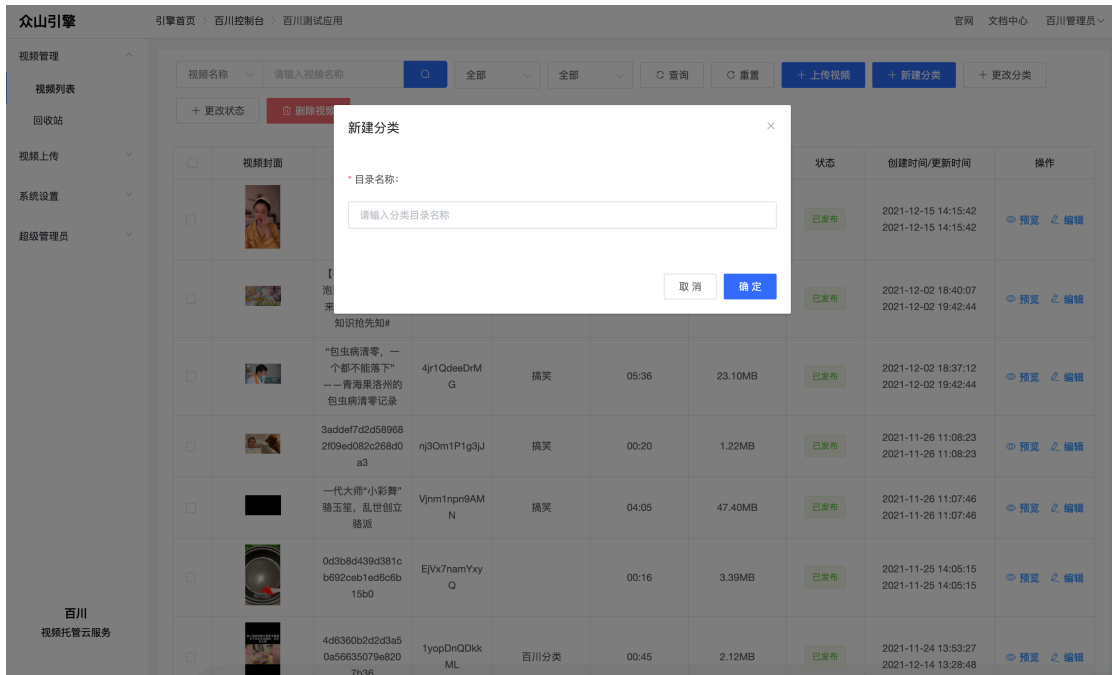 众山引擎
引擎首页 > 百川控制台 > 百川测试应用
官网 文档中心 百川管理员
视频管理
视频列表
回收站
视频上传
系统设置
超级管理员
视频名称 请输入视频名称 全部 全部 查询 重置 + 上传视频 + 新建分类 + 更改分类
+ 更改状态 删除视频
新建分类
* 目录名称:
请输入分类目录名称
取 消 确 定
视频封面 状态 创建时间/更新时间 操作
已发布 2021-12-15 14:15:42 预览 编辑
2021-12-15 14:15:42
【
泡
来
知识抢先知#
已发布 2021-12-02 18:40:07 预览 编辑
2021-12-02 19:42:44
“包虫病清零，一
个都不能落下”
——青海果洛州的
包虫病清零记录
4jr1QdeeDrM
G
搞笑 05:36 23.10MB 已发布 2021-12-02 18:37:12 预览 编辑
2021-12-02 19:42:44
3addef7d2d58968
2f09ed082c268d0
a3
nj3Om1P1g3jJ 搞笑 00:20 1.22MB 已发布 2021-11-26 11:08:23 预览 编辑
2021-11-26 11:08:23
一代大师“小彩舞”
骆玉笙，乱世创立
骆派
Vjnm1npn9AM
N
搞笑 04:05 47.40MB 已发布 2021-11-26 11:07:46 预览 编辑
2021-11-26 11:07:46
0d3b8d439d381c
b692ceb1ed6c6b
15b0
EjVx7namYxy
Q
00:16 3.39MB 已发布 2021-11-25 14:05:15 预览 编辑
2021-11-25 14:05:15
4d6360b2d2d3a5
0a56635079e820
7b36
1yopDnQDkk
ML
百川分类 00:45 2.12MB 已发布 2021-11-24 13:53:27 预览 编辑
2021-12-14 13:28:48
百川
视频托管云服务